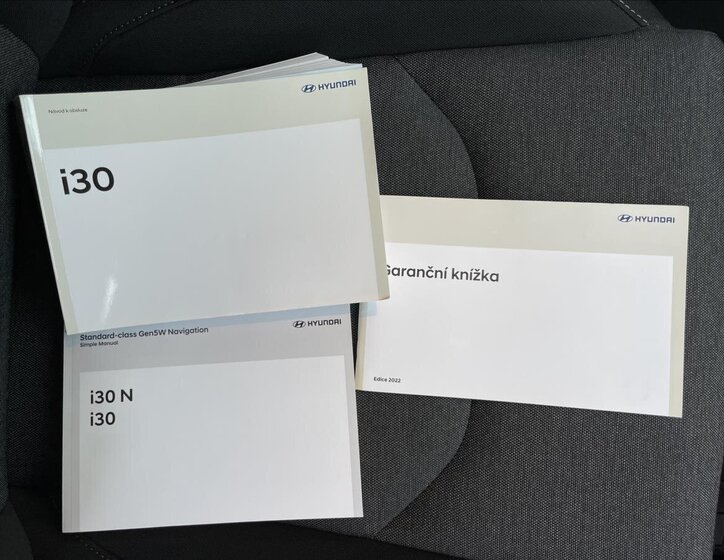 HYUNDAI
Návod k obsluze
i30
HYUNDAI
Garanční knížka
Edice 2022
Standard-class Gen5W Navigation
Simple Manual
HYUNDAI
i30 N
i30